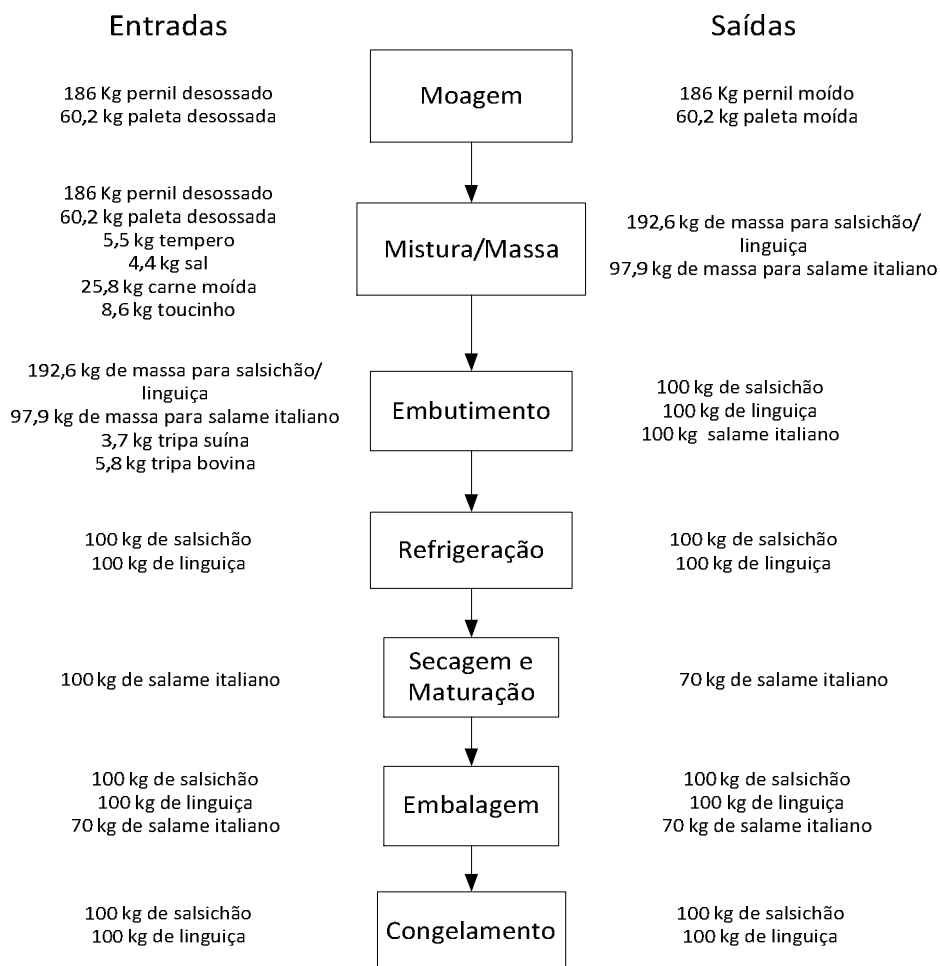 Entradas
Saídas
186 Kg pernil desossado
60,2 kg paleta desossada
Moagem
186 Kg pernil moído
60,2 kg paleta moída
186 Kg pernil desossado
60,2 kg paleta desossada
5,5 kg tempero
4,4 kg sal
25,8 kg carne moída
8,6 kg toucinho
Mistura/Massa
192,6 kg de massa para salsichão/
linguiça
97,9 kg de massa para salame italiano
192,6 kg de massa para salsichão/
linguiça
97,9 kg de massa para salame italiano
3,7 kg tripa suína
5,8 kg tripa bovina
Embutimento
100 kg de salsichão
100 kg de linguiça
100 kg salame italiano
100 kg de salsichão
100 kg de linguiça
Refrigeração
100 kg de salsichão
100 kg de linguiça
100 kg de salame italiano
Secagem e
Maturação
70 kg de salame italiano
100 kg de salsichão
100 kg de linguiça
70 kg de salame italiano
Embalagem
100 kg de salsichão
100 kg de linguiça
70 kg de salame italiano
100 kg de salsichão
100 kg de linguiça
Congelamento
100 kg de salsichão
100 kg de linguiça